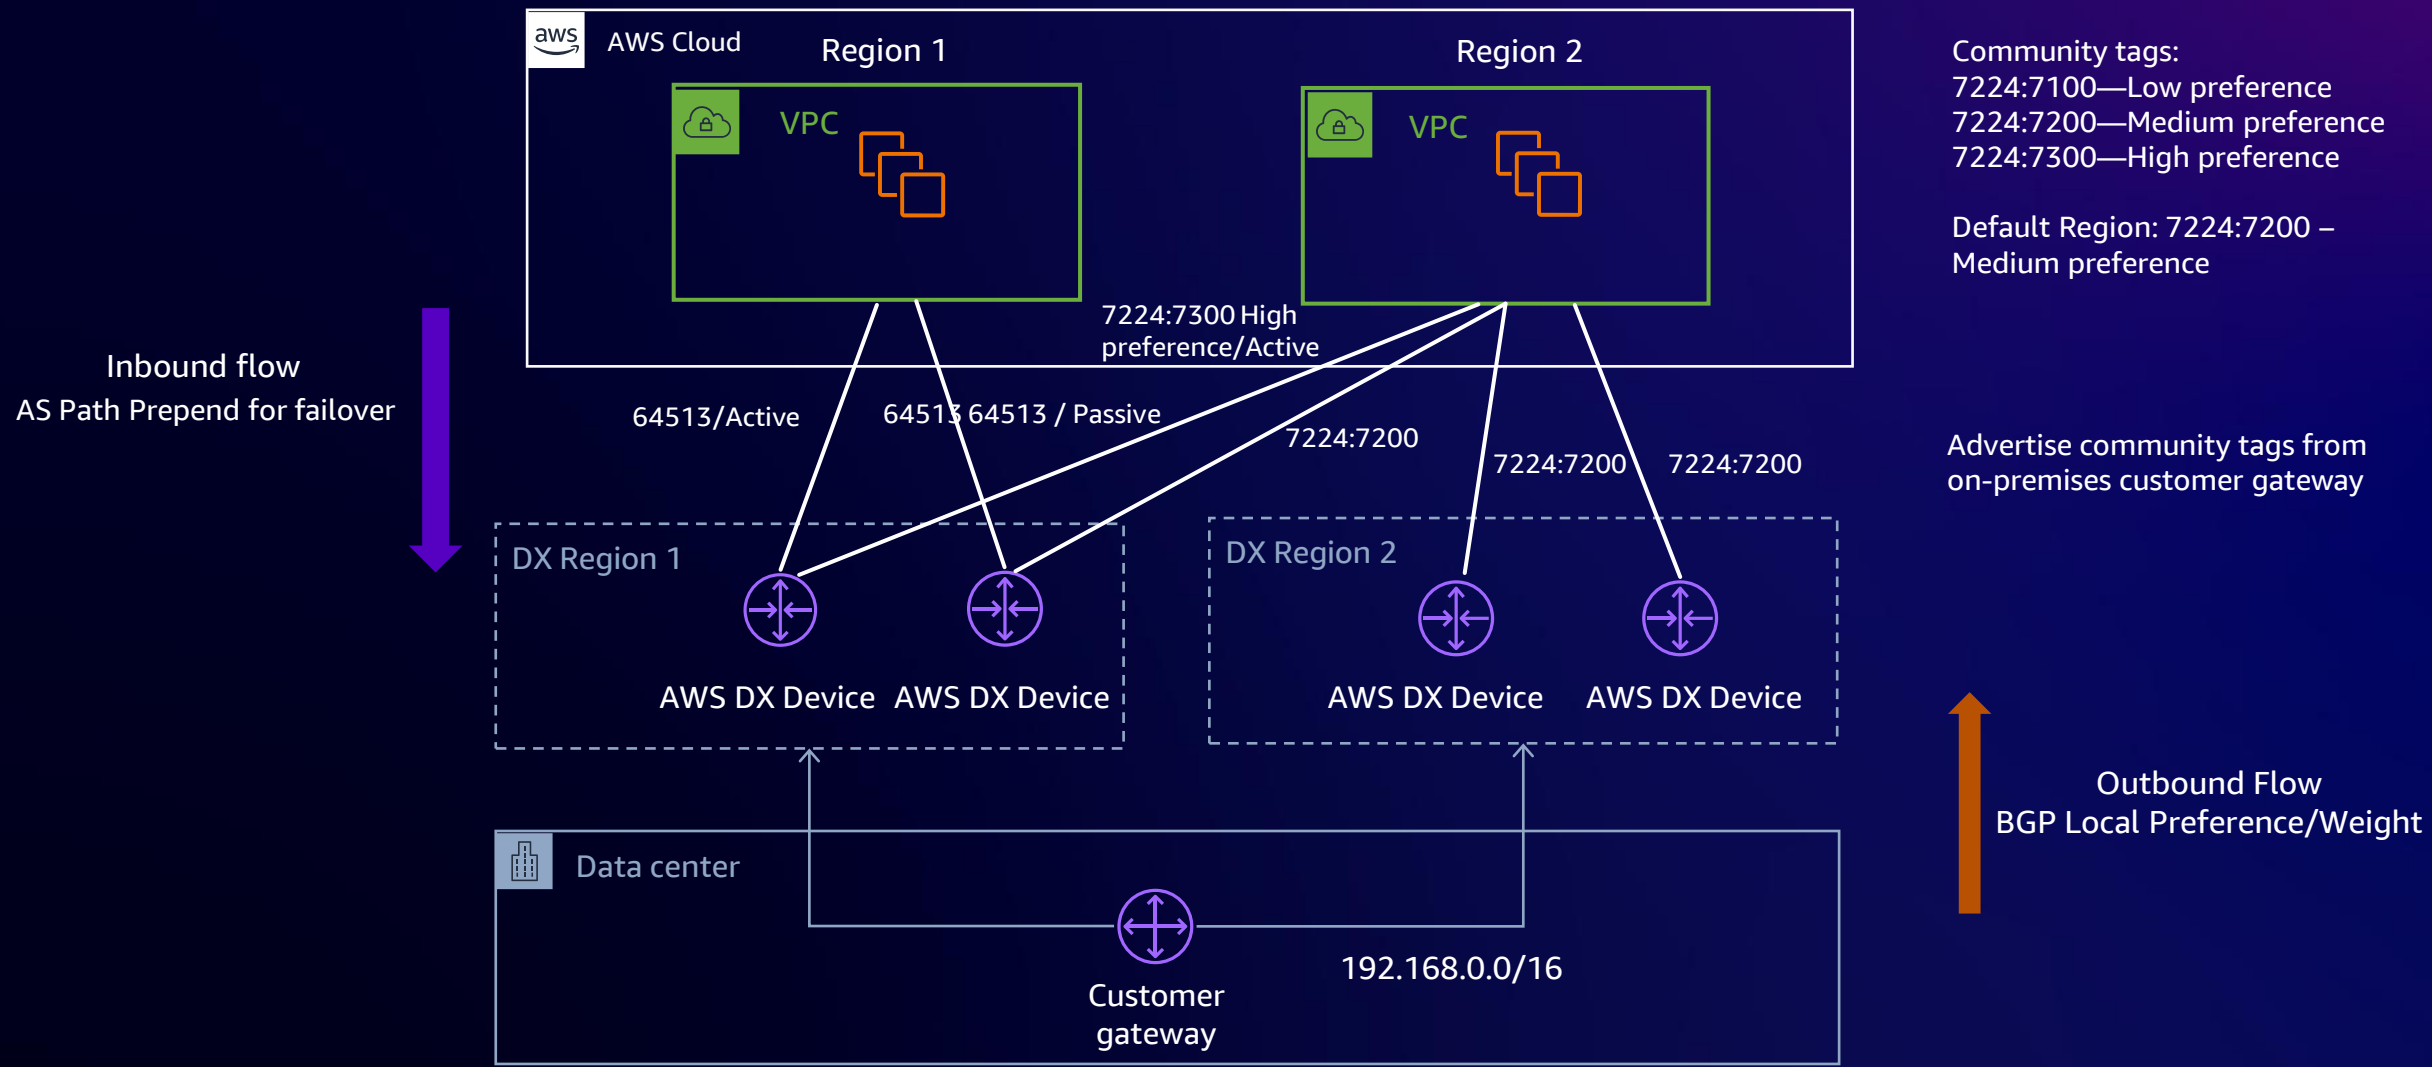 aws
AWS Cloud
Region 1
Region 2
VPC
VPC
Community tags:
7224:7100—Low preference
7224:7200—Medium preference
7224:7300—High preference
Default Region: 7224:7200 –
Medium preference
7224:7300 High
preference/Active
Inbound flow
AS Path Prepend for failover
64513/Active
64513 64513 / Passive
7224:7200
7224:7200
7224:7200
Advertise community tags from
on-premises customer gateway
DX Region 1
DX Region 2
AWS DX Device
AWS DX Device
AWS DX Device
AWS DX Device
Outbound Flow
BGP Local Preference/Weight
Data center
192.168.0.0/16
Customer
gateway